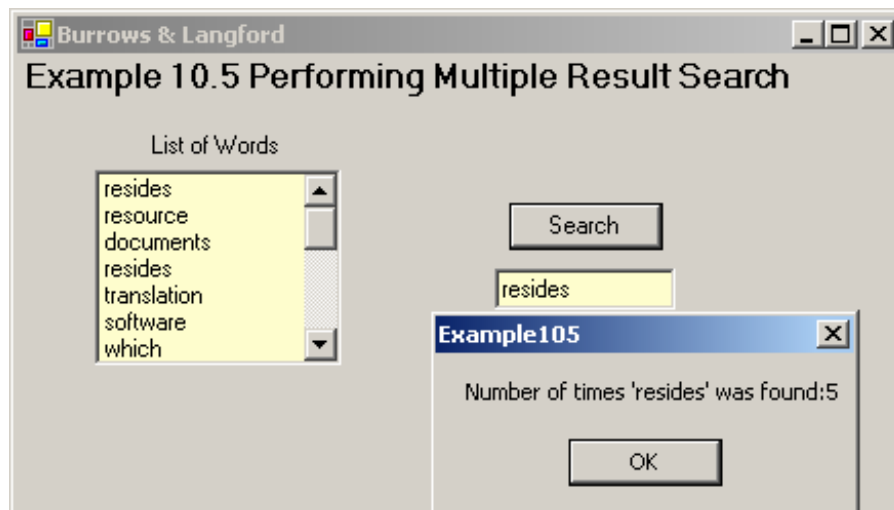 Burrows & Langford
Example 10.5 Performing Multiple Result Search
List of Words
resides
resource
documents
resides
translation
software
which
Search
resides
Example105
Number of times 'resides' was found:5
OK